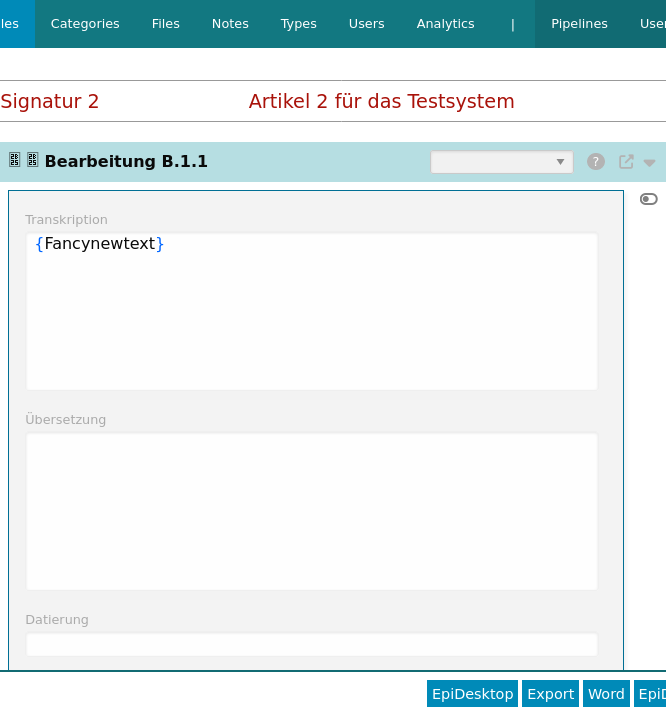 les Categories Files Notes Types Users Analytics | Pipelines User
Signatur 2 Artikel 2 für das Testsystem
Bearbeitung B.1.1 ?
Transkription
{Fancynewtext}
Übersetzung
Datierung
EpiDesktop Export Word EpiD